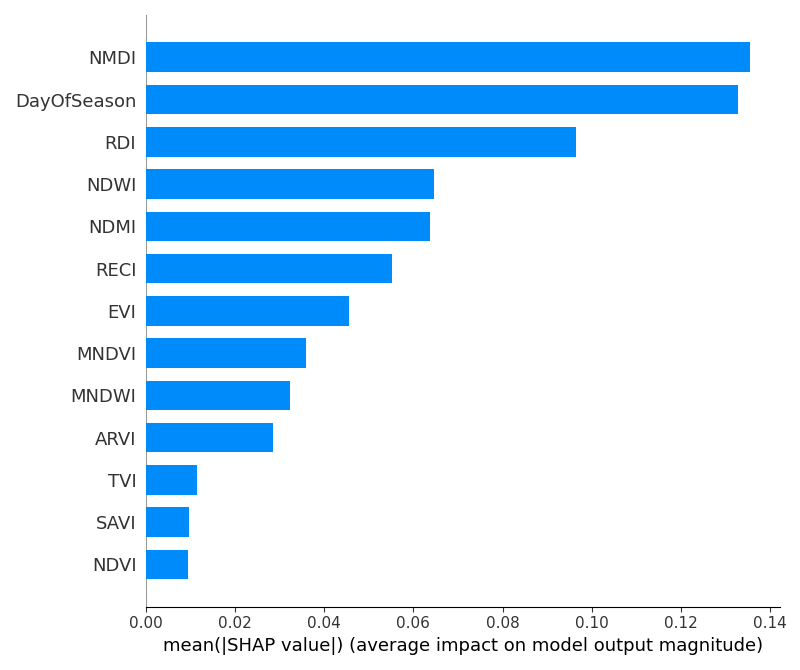 NMDI
DayOfSeason
RDI
NDWI
NDMI
RECI
EVI
MNDVI
MNDWI
ARVI
TVI
SAVI
NDVI
0.00 0.02 0.04 0.06 0.08 0.10 0.12 0.14
mean(|SHAP value|) (average impact on model output magnitude)